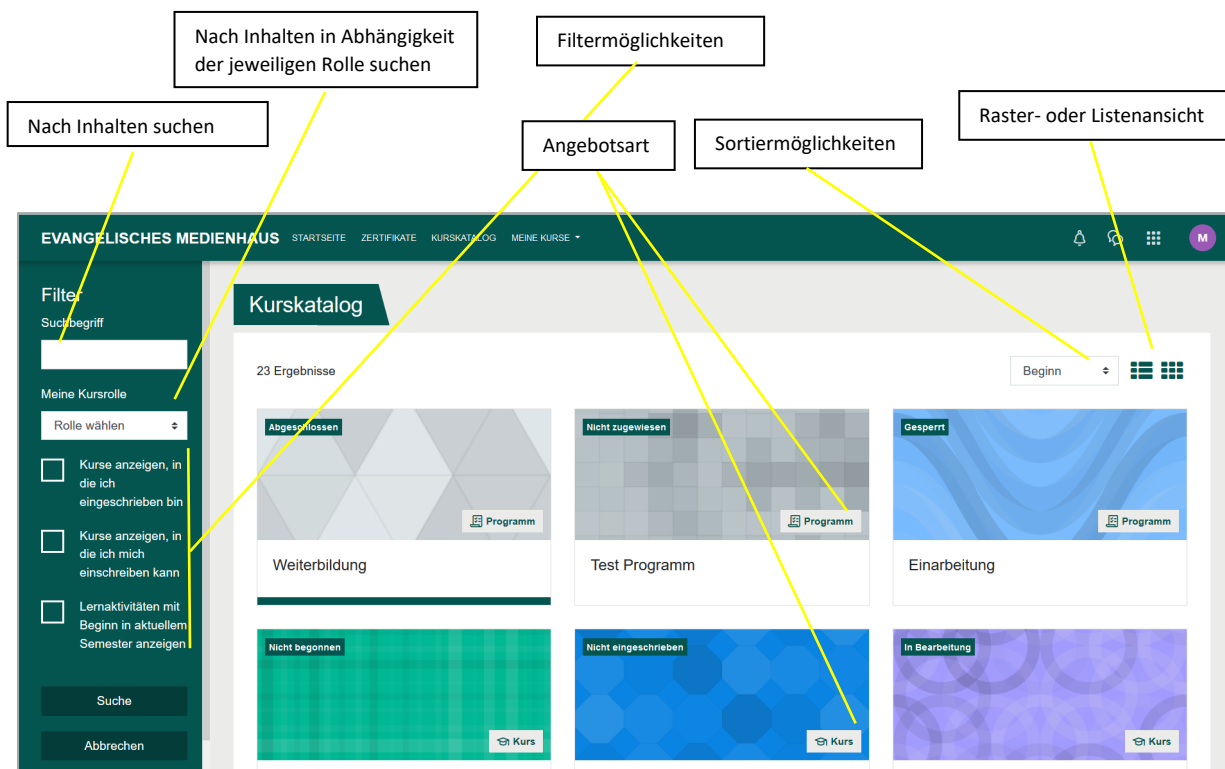 Nach Inhalten in Abhängigkeit
der jeweiligen Rolle suchen
Filtermöglichkeiten
Nach Inhalten suchen
Angebotsart
Sortiermöglichkeiten
Raster- oder Listenansicht
EVANGELISCHES MEDIENHAUS STARTSEITE ZERTIFIKATE KURSKATALOG MEINE KURSE
M
Filter
Suchbegriff
Meine Kursrolle
Rolle wählen
Kurse anzeigen, in
die ich
eingeschrieben bin
Kurse anzeigen, in
die ich mich
einschreiben kann
Lernaktivitäten mit
Beginn in aktuellem
Semester anzeigen
Suche
Abbrechen
Kurskatalog
23 Ergebnisse
Beginn
Abgeschlossen
Programm
Weiterbildung
Nicht zugewiesen
Programm
Test Programm
Gesperrt
Programm
Einarbeitung
Nicht begonnen
Kurs
Nicht eingeschrieben
Kurs
In Bearbeitung
Kurs